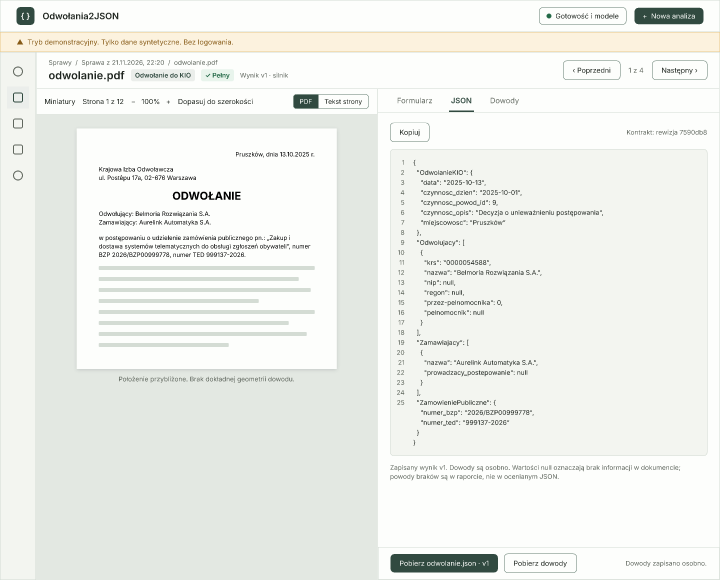 { } Odwołania2JSON
Gotowość i modele
+ Nowa analiza
▲ Tryb demonstracyjny. Tylko dane syntetyczne. Bez logowania.
Sprawy / Sprawa z 21.11.2026, 22:20 / odwolanie.pdf
odwolanie.pdf Odwołanie do KIO ✓ Pełny Wynik v1 · silnik
‹ Poprzedni 1 z 4 Następny ›
Miniatury Strona 1 z 12 − 100% + Dopasuj do szerokości PDF Tekst strony
Pruszków, dnia 13.10.2025 r.
Krajowa Izba Odwoławcza
ul. Postępu 17a, 02-676 Warszawa
ODWOŁANIE
Odwołujący: Belmoria Rozwiązania S.A.
Zamawiający: Aurelink Automatyka S.A.
w postępowaniu o udzielenie zamówienia publicznego pn.: „Zakup i
dostawa systemów telematycznych do obsługi zgłoszeń obywateli", numer
BZP 2026/BZP00999778, numer TED 999137-2026.
Położenie przybliżone. Brak dokładnej geometrii dowodu.
Formularz JSON Dowody
Kopiuj Kontrakt: rewizja 7590db8
1 {
2 "OdwolanieKIO": {
3 "data": "2025-10-13",
4 "czynnosc_dzien": "2025-10-01",
5 "czynnosc_powod_id": 9,
6 "czynnosc_opis": "Decyzja o unieważnieniu postępowania",
7 "miejscowosc": "Pruszków"
8 },
9 "Odwolujacy": [
10 {
11 "krs": "0000054588",
12 "nazwa": "Belmoria Rozwiązania S.A.",
13 "nip": null,
14 "regon": null,
15 "przez-pelnomocnika": 0,
16 "pelnomocnik": null
17 }
18 ],
19 "Zamawiajacy": [
20 {
21 "nazwa": "Aurelink Automatyka S.A.",
22 "prowadzacy_postepowanie": null
23 }
24 ],
25 "ZamowieniePubliczne": {
"numer_bzp": "2026/BZP00999778",
"numer_ted": "999137-2026"
}
}
Zapisany wynik v1. Dowody są osobno. Wartości null oznaczają brak informacji w dokumencie;
powody braków są w raporcie, nie w ocenianym JSON.
Pobierz odwolanie.json · v1 Pobierz dowody Dowody zapisano osobno.